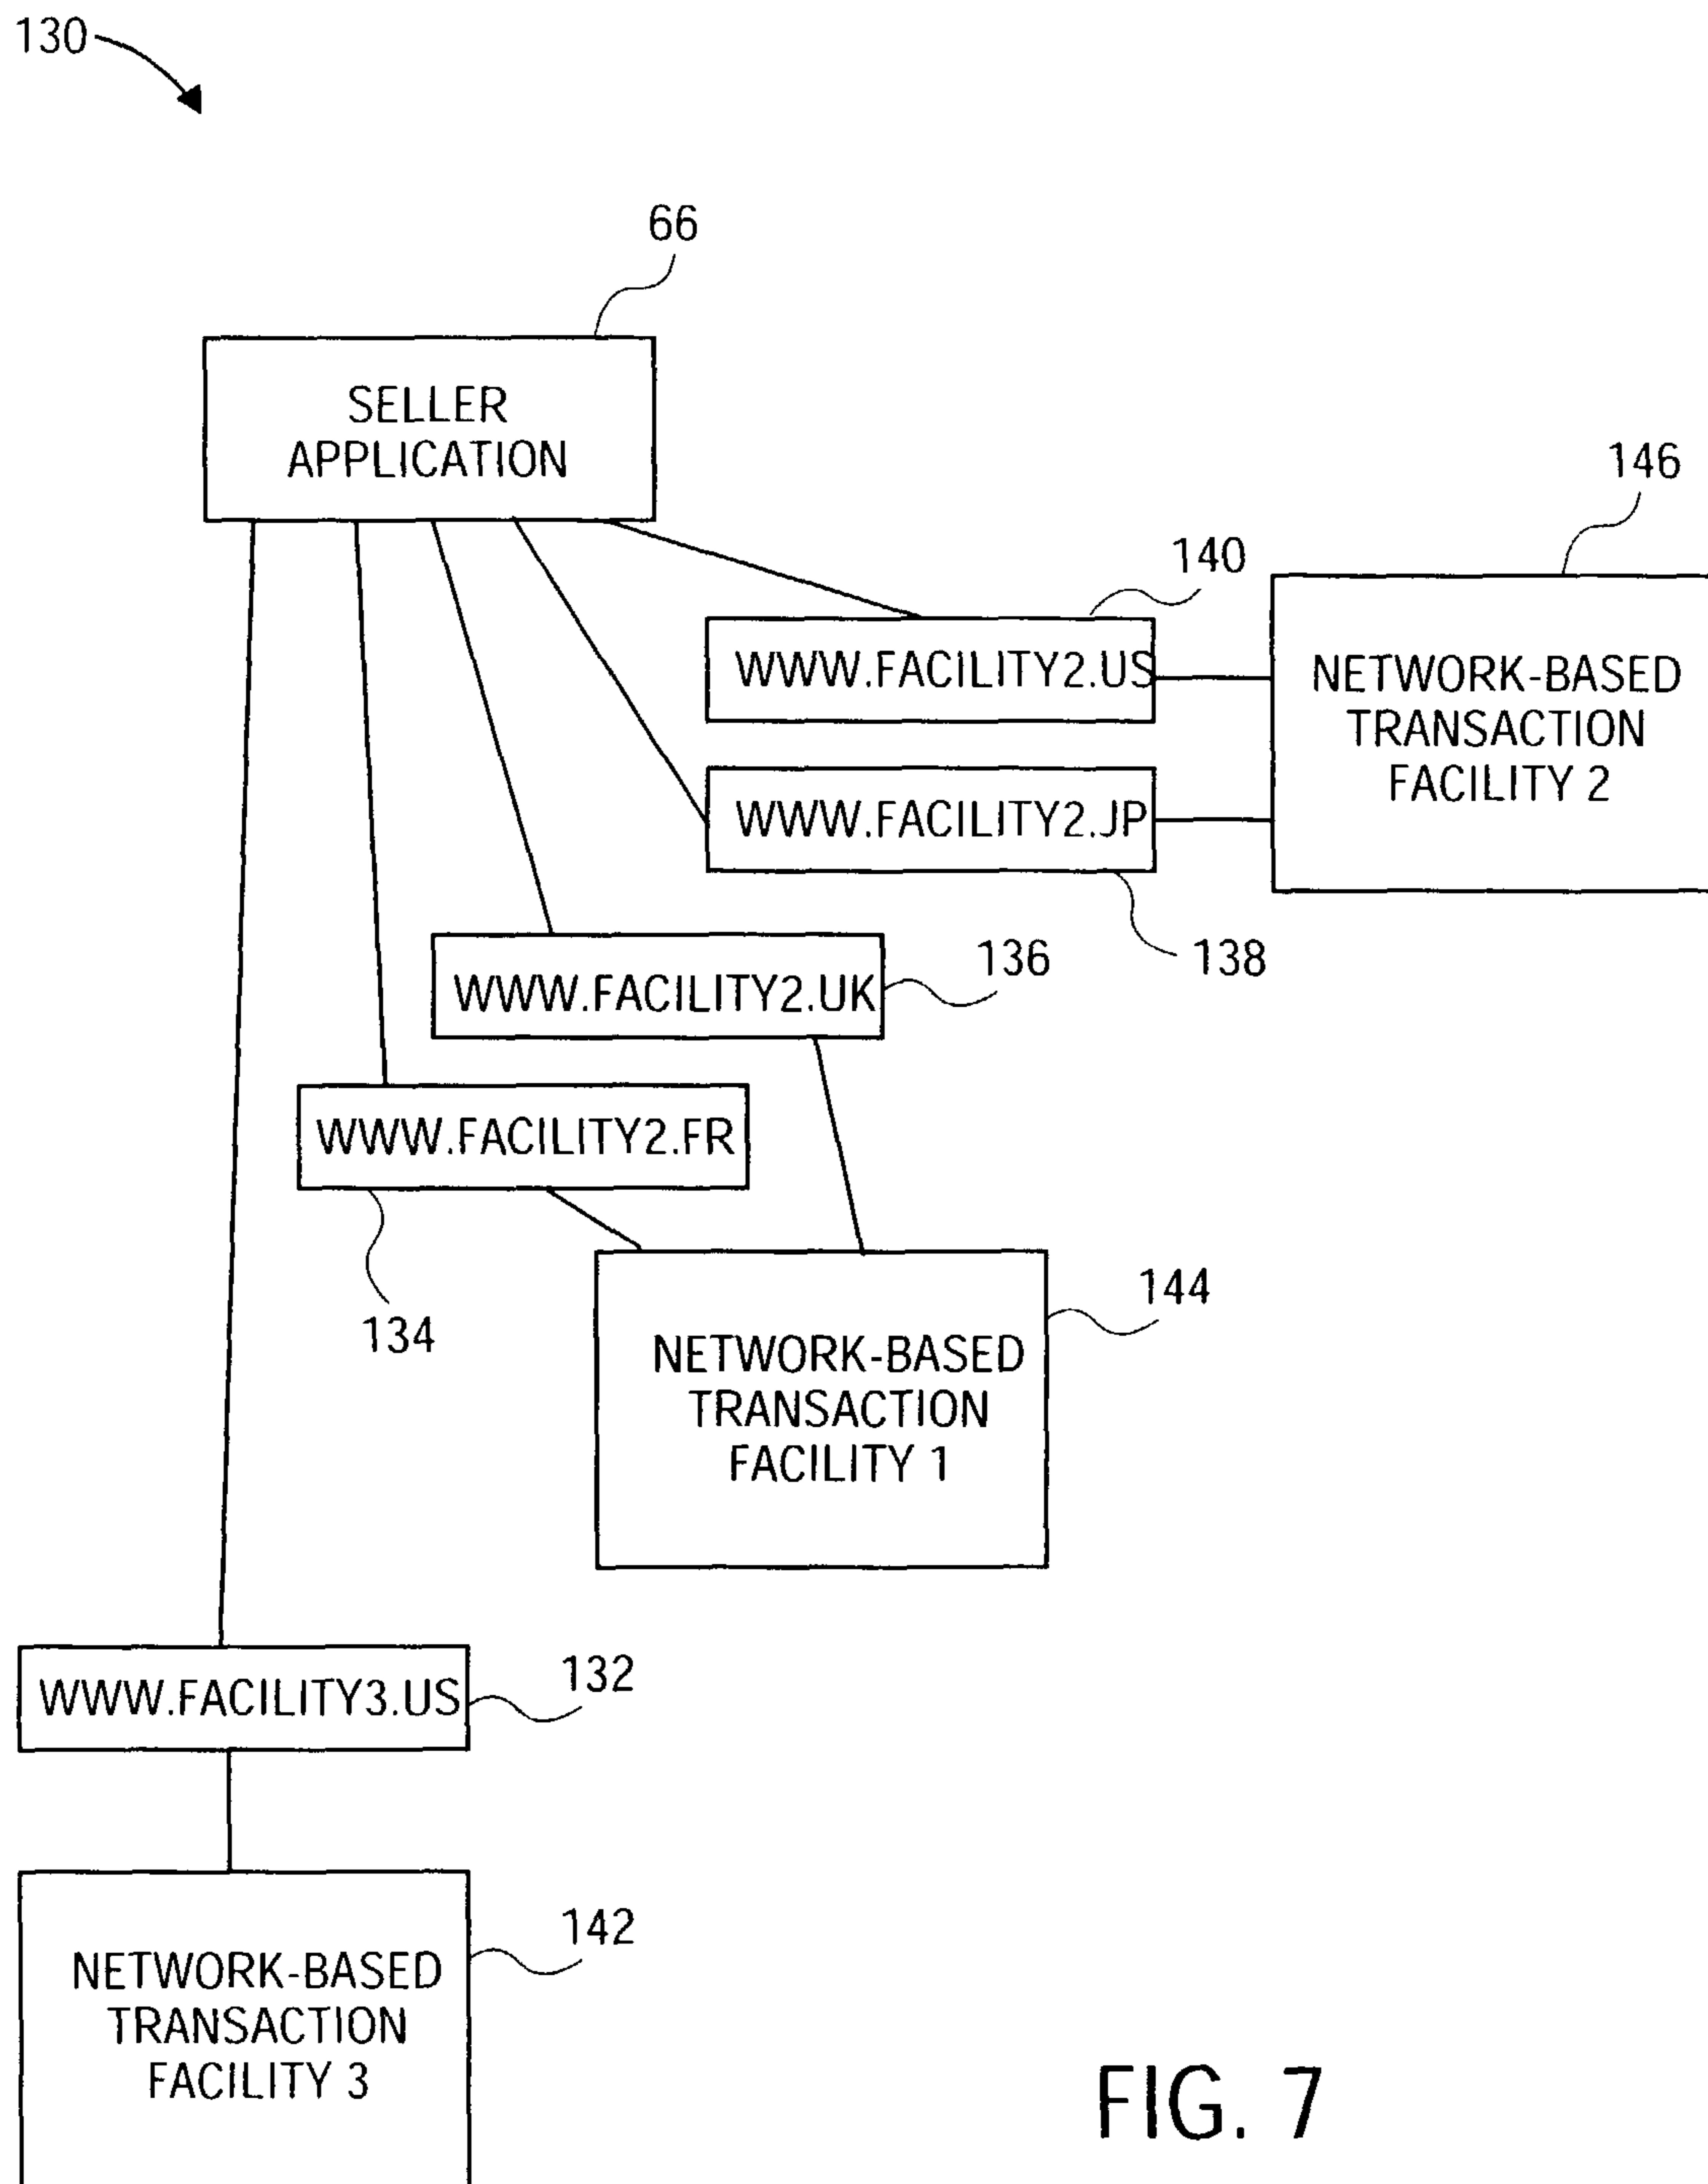 130
66
SELLER
APPLICATION
146
140
WWW.FACILITY2.US
NETWORK-BASED
TRANSACTION
FACILITY 2
WWW.FACILITY2.JP
138
WWW.FACILITY2.UK
136
WWW.FACILITY2.FR
134
144
NETWORK-BASED
TRANSACTION
FACILITY 1
WWW.FACILITY3.US
132
142
NETWORK-BASED
TRANSACTION
FACILITY 3
FIG. 7